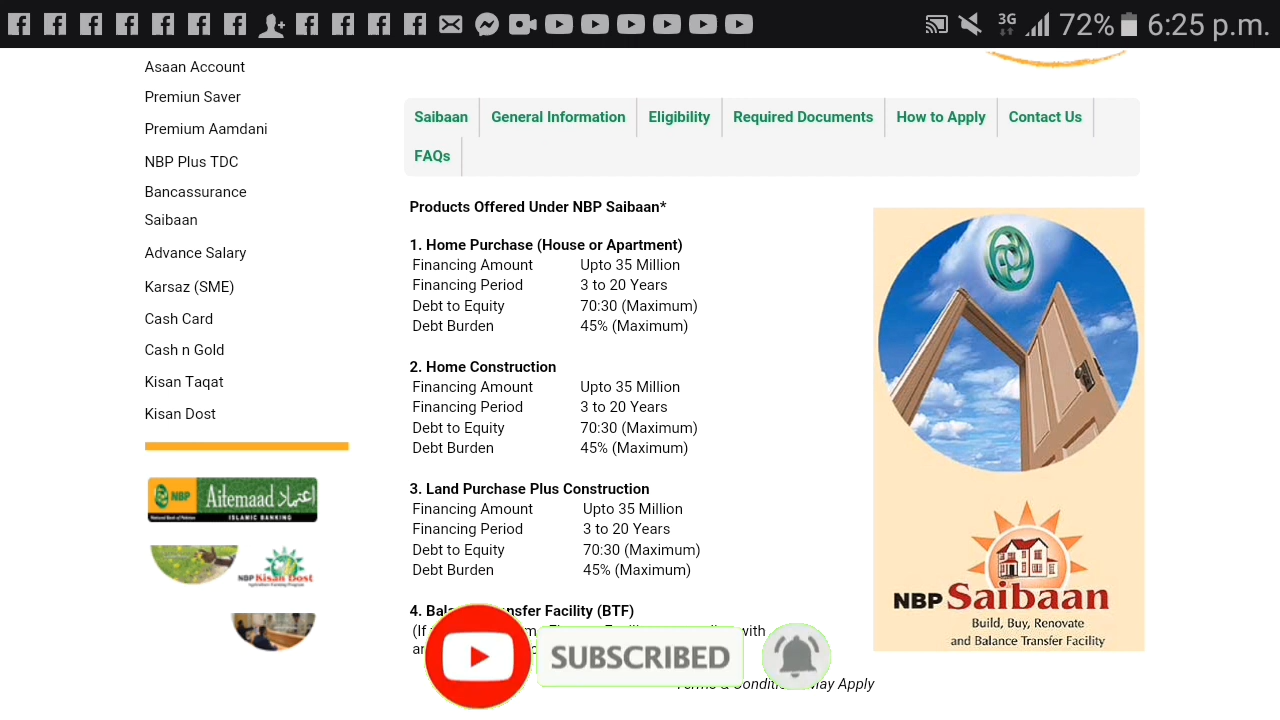 3G 72% 6:25 p.m.
Asaan Account
Premiun Saver
Premium Aamdani
NBP Plus TDC
Bancassurance
Saibaan
Advance Salary
Karsaz (SME)
Cash Card
Cash n Gold
Kisan Taqat
Kisan Dost
NBP Aitemaad اعتماد
National Bank of Pakistan ISLAMIC BANKING
NBP Kisan Dost
Saibaan General Information Eligibility Required Documents How to Apply Contact Us
FAQs
Products Offered Under NBP Saibaan*
1. Home Purchase (House or Apartment)
Financing Amount Upto 35 Million
Financing Period 3 to 20 Years
Debt to Equity 70:30 (Maximum)
Debt Burden 45% (Maximum)
2. Home Construction
Financing Amount Upto 35 Million
Financing Period 3 to 20 Years
Debt to Equity 70:30 (Maximum)
Debt Burden 45% (Maximum)
3. Land Purchase Plus Construction
Financing Amount Upto 35 Million
Financing Period 3 to 20 Years
Debt to Equity 70:30 (Maximum)
Debt Burden 45% (Maximum)
4. Facility (BTF)
(If with
SUBSCRIBED
Terms & May Apply
NBP Saibaan
Build, Buy, Renovate
and Balance Transfer Facility